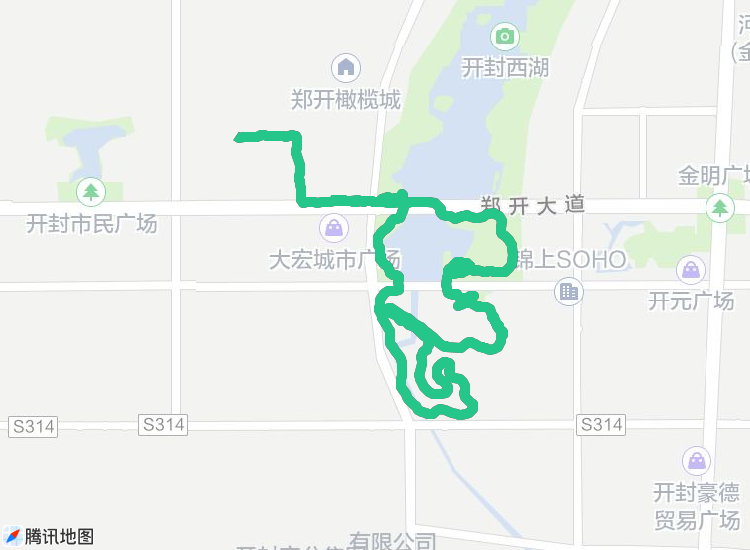 河
(金
开封西湖
郑开橄榄城
金明广场
郑开大道
开封市民广场
大宏城市广场
锦上SOHO
开元广场
S314
S314
S314
开封豪德
贸易广场
腾讯地图
有限公司